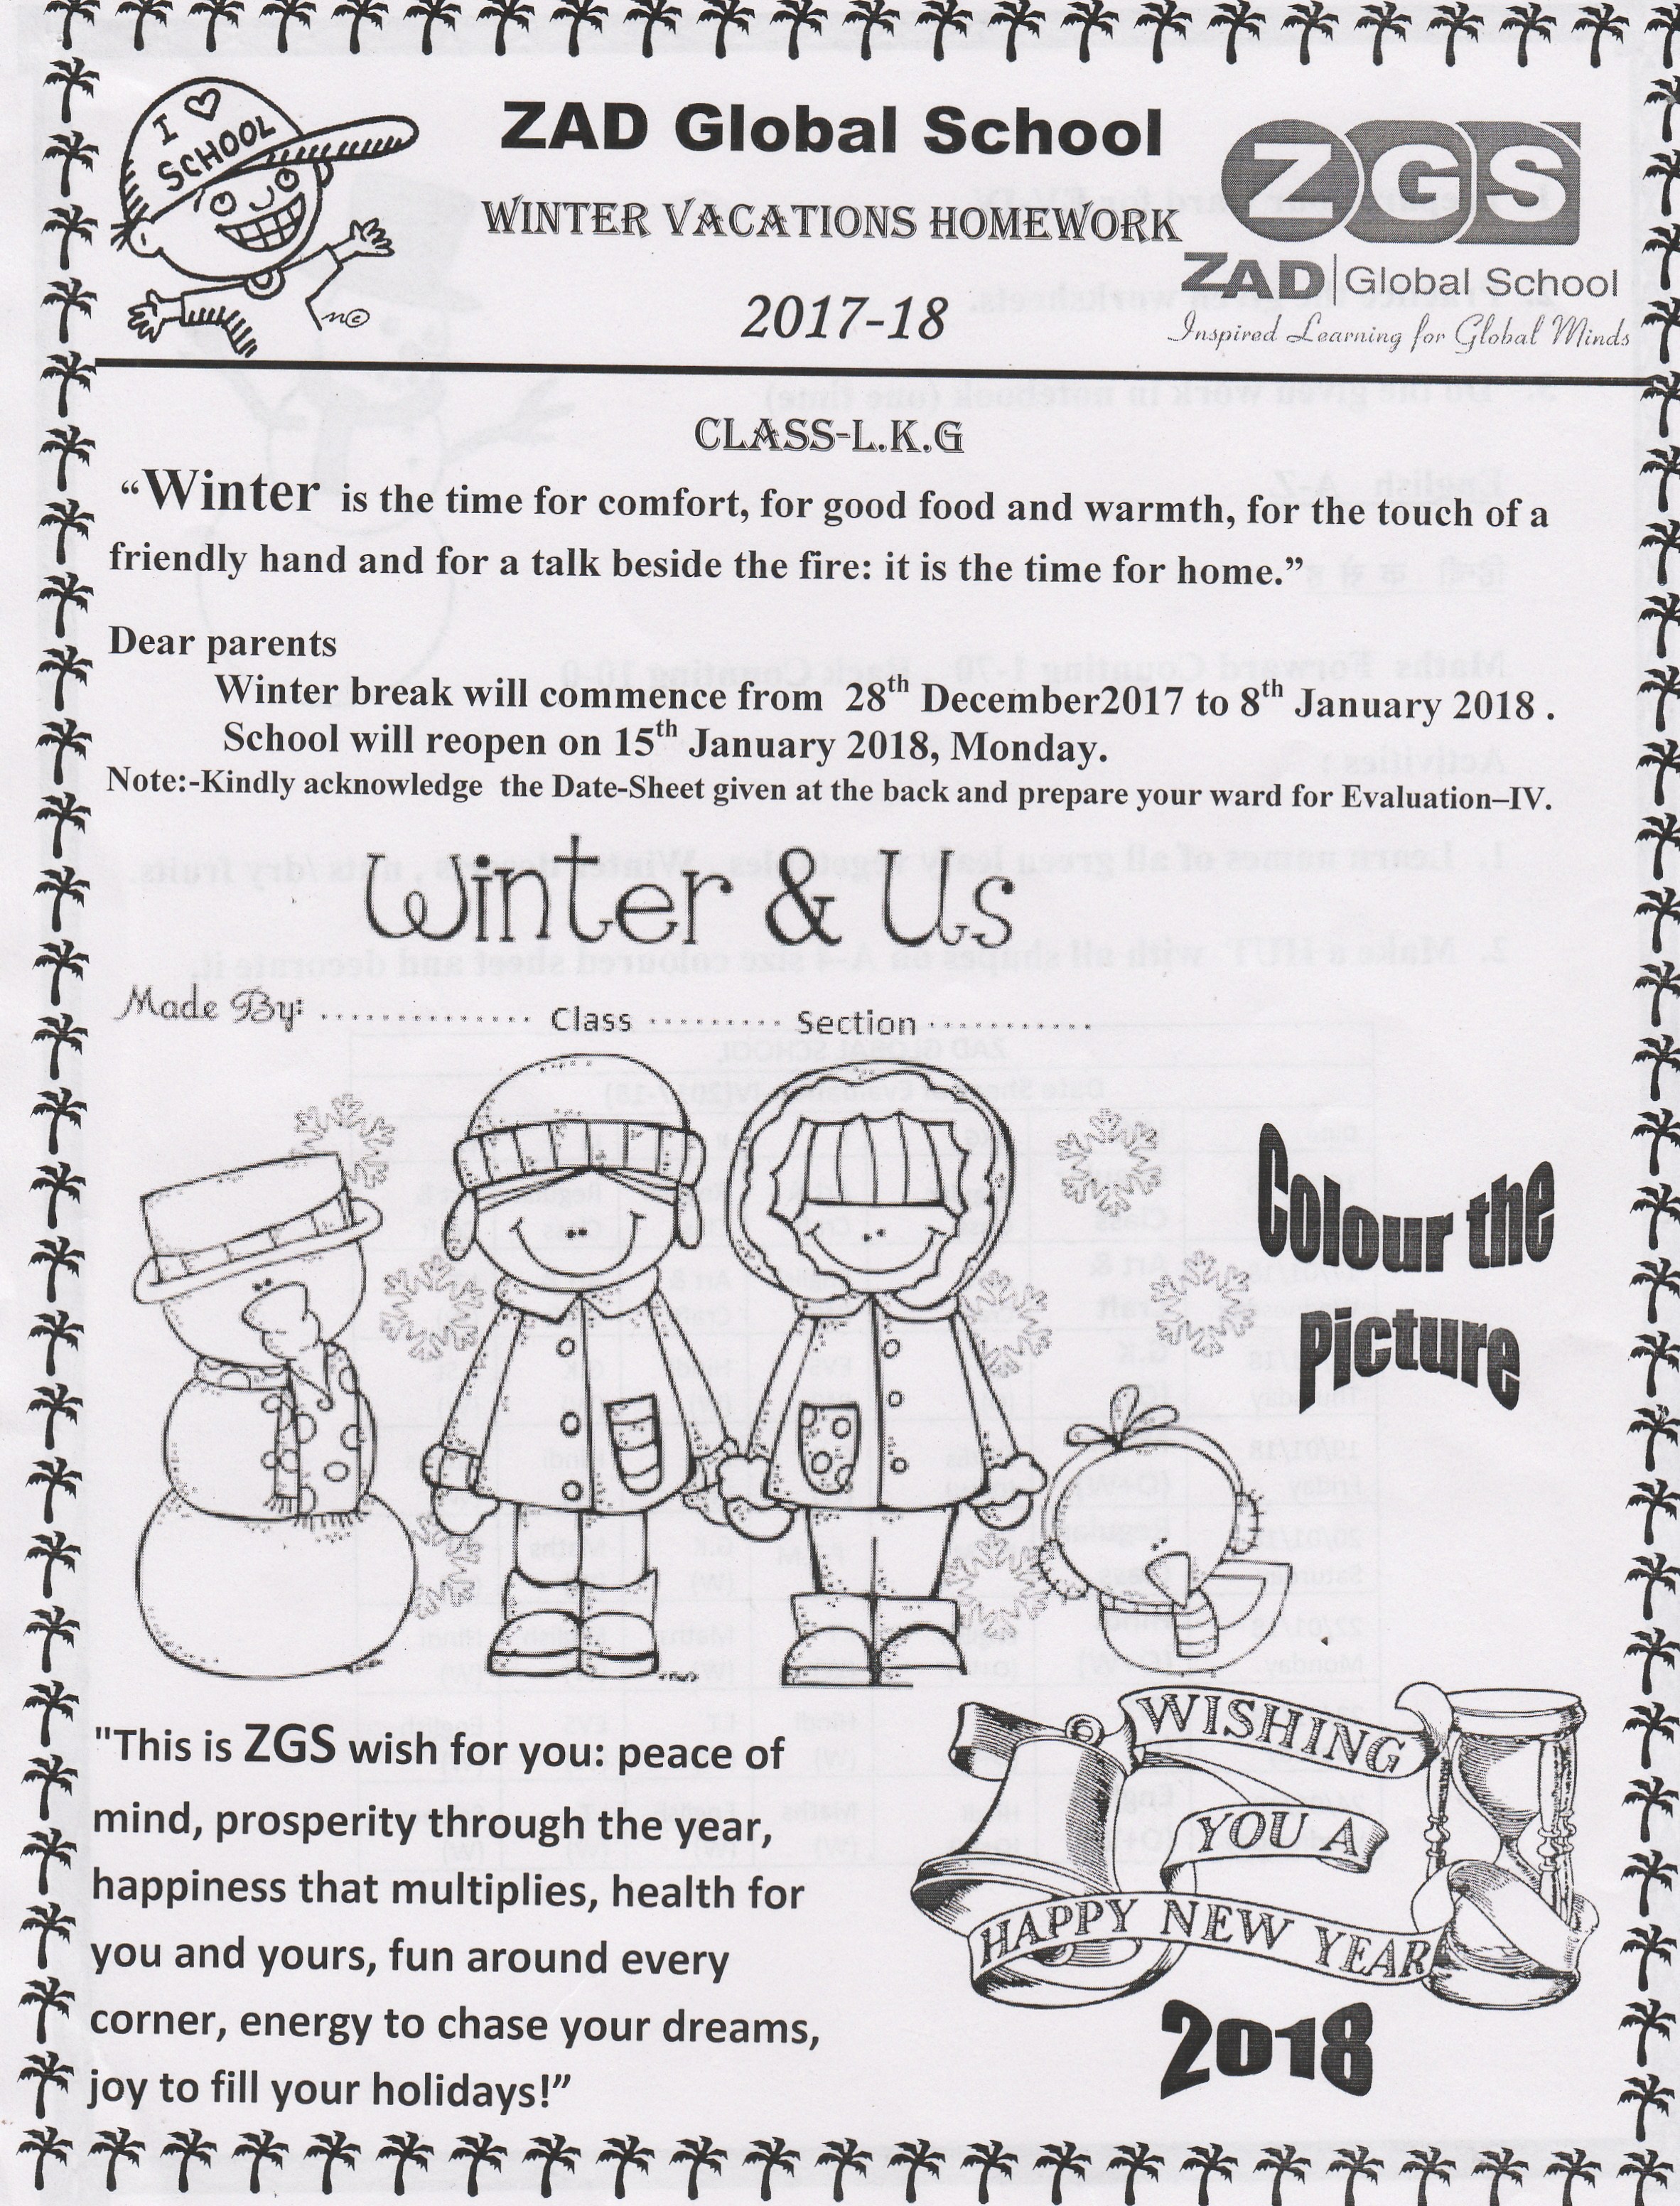 I ♡ SCHOOL
ZAD Global School
ZGS
WINTER VACATIONS HOMEWORK
ZAD Global School
2017-18
Inspired Learning for Global Minds
CLASS-L.K.G
“Winter is the time for comfort, for good food and warmth, for the touch of a
friendly hand and for a talk beside the fire: it is the time for home.”
Dear parents
Winter break will commence from 28th December2017 to 8th January 2018 .
School will reopen on 15th January 2018, Monday.
Note:-Kindly acknowledge the Date-Sheet given at the back and prepare your ward for Evaluation–IV.
Winter & Us
Made By: .............. Class ......... Section ...........
Colour the
Picture
"This is ZGS wish for you: peace of
mind, prosperity through the year,
happiness that multiplies, health for
you and yours, fun around every
corner, energy to chase your dreams,
joy to fill your holidays!”
WISHING
YOU A
HAPPY NEW YEAR
2018